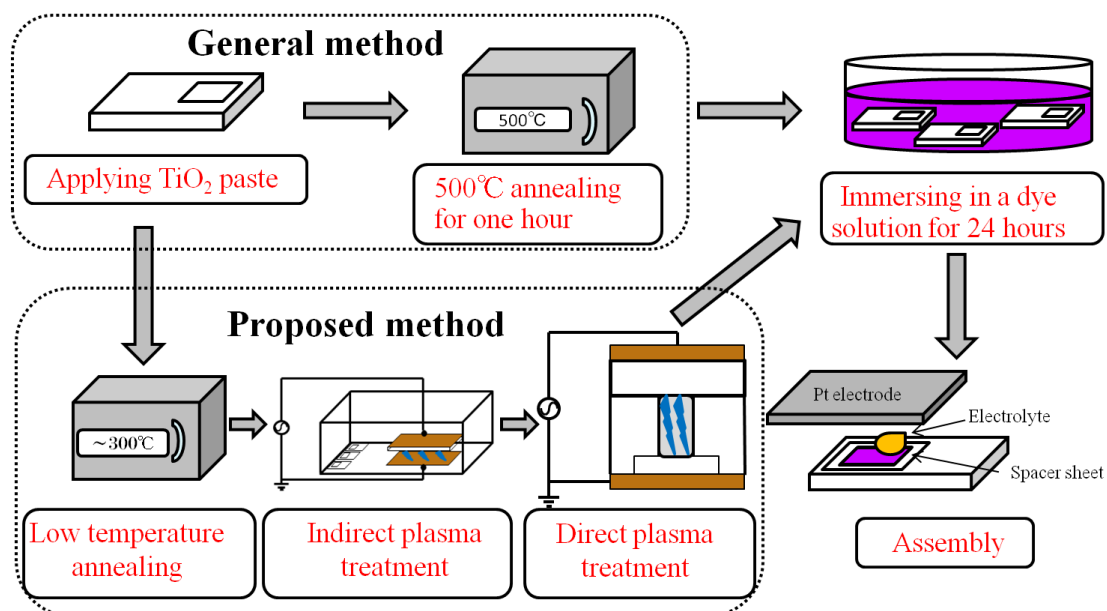 General method
500℃
Applying TiO₂ paste
500℃ annealing
for one hour
Immersing in a dye
solution for 24 hours
Proposed method
~300℃
Low temperature
annealing
Indirect plasma
treatment
Direct plasma
treatment
Pt electrode
Electrolyte
Spacer sheet
Assembly